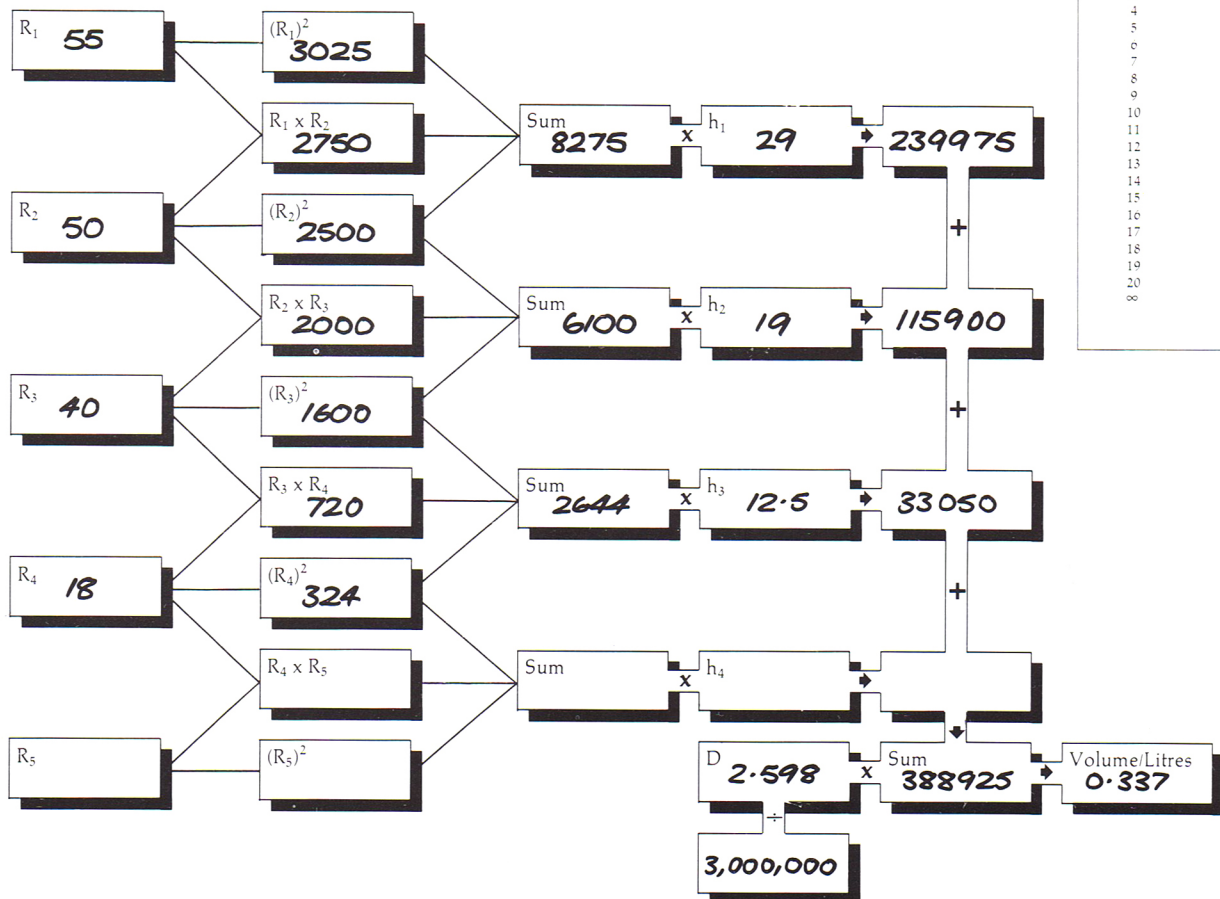 R₁ 55
(R₁)² 3025
R₁ x R₂ 2750
Sum 8275 x h₁ 29 239975
R₂ 50
(R₂)² 2500
+
R₂ x R₃ 2000
Sum 6100 x h₂ 19 115900
R₃ 40
(R₃)² 1600
+
R₃ x R₄ 720
Sum 2644 x h₃ 12·5 33050
R₄ 18
(R₄)² 324
+
R₄ x R₅
Sum x h₄
R₅
(R₅)²
D 2·598 x Sum 388925 Volume/Litres 0·337
÷
3,000,000
4
5
6
7
8
9
10
11
12
13
14
15
16
17
18
19
20
∞